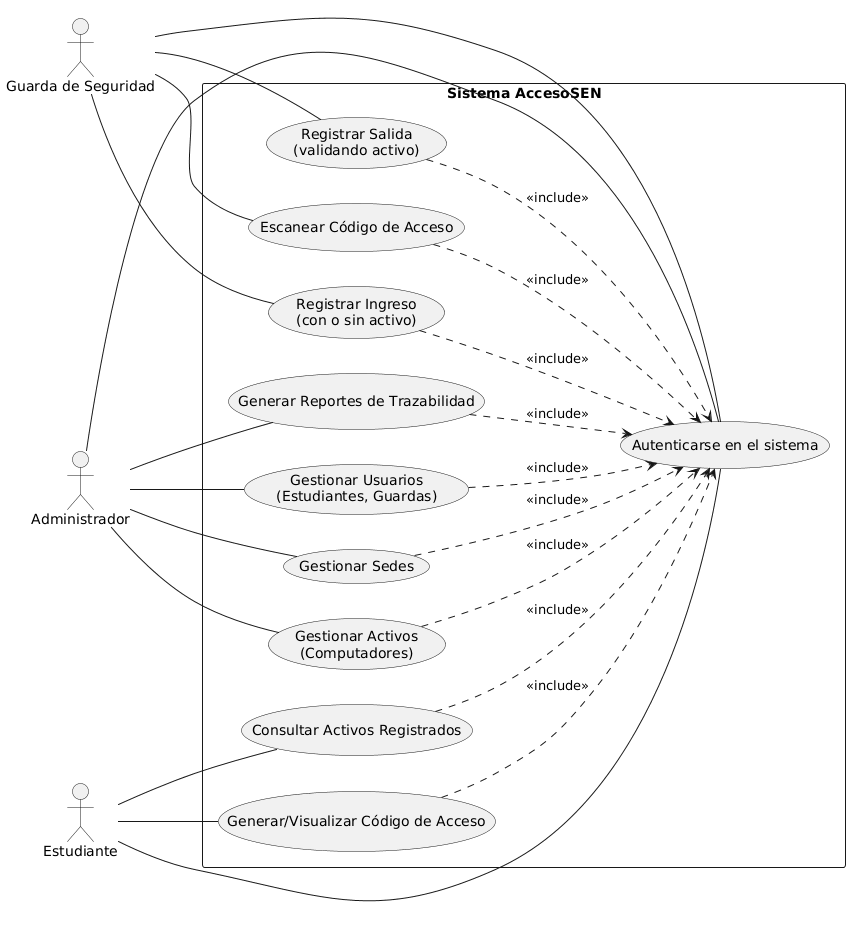 Guarda de Seguridad
Sistema AccesoSEN
Registrar Salida
(validando activo)
«include»
Escanear Código de Acceso
«include»
Registrar Ingreso
(con o sin activo)
«include»
Generar Reportes de Trazabilidad
«include»
Autenticarse en el sistema
Administrador
Gestionar Usuarios
(Estudiantes, Guardas)
«include»
«include»
Gestionar Sedes
«include»
Gestionar Activos
(Computadores)
«include»
Consultar Activos Registrados
«include»
Generar/Visualizar Código de Acceso
Estudiante